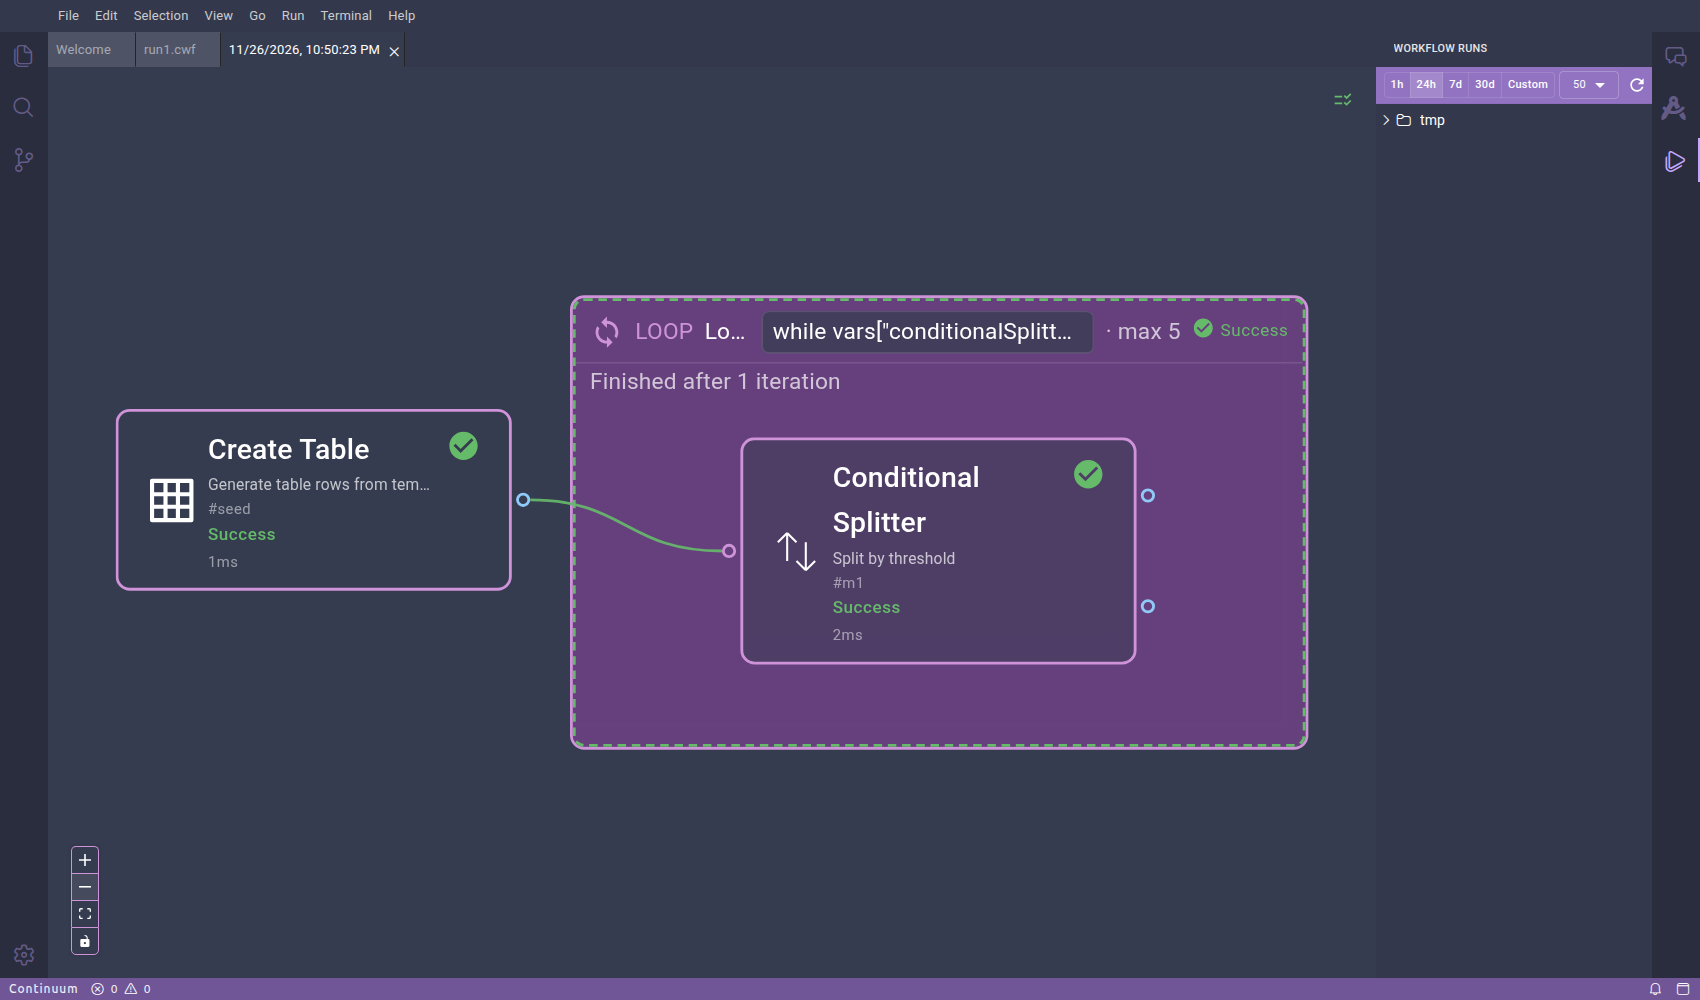 File Edit Selection View Go Run Terminal Help
Welcome run1.cwf 11/26/2026, 10:50:23 PM
WORKFLOW RUNS
1h 24h 7d 30d Custom 50
tmp
LOOP Lo... while vars["conditionalSplitt... · max 5 Success
Finished after 1 iteration
Create Table
Generate table rows from tem...
#seed
Success
1ms
Conditional
Splitter
Split by threshold
#m1
Success
2ms
Continuum 0 0